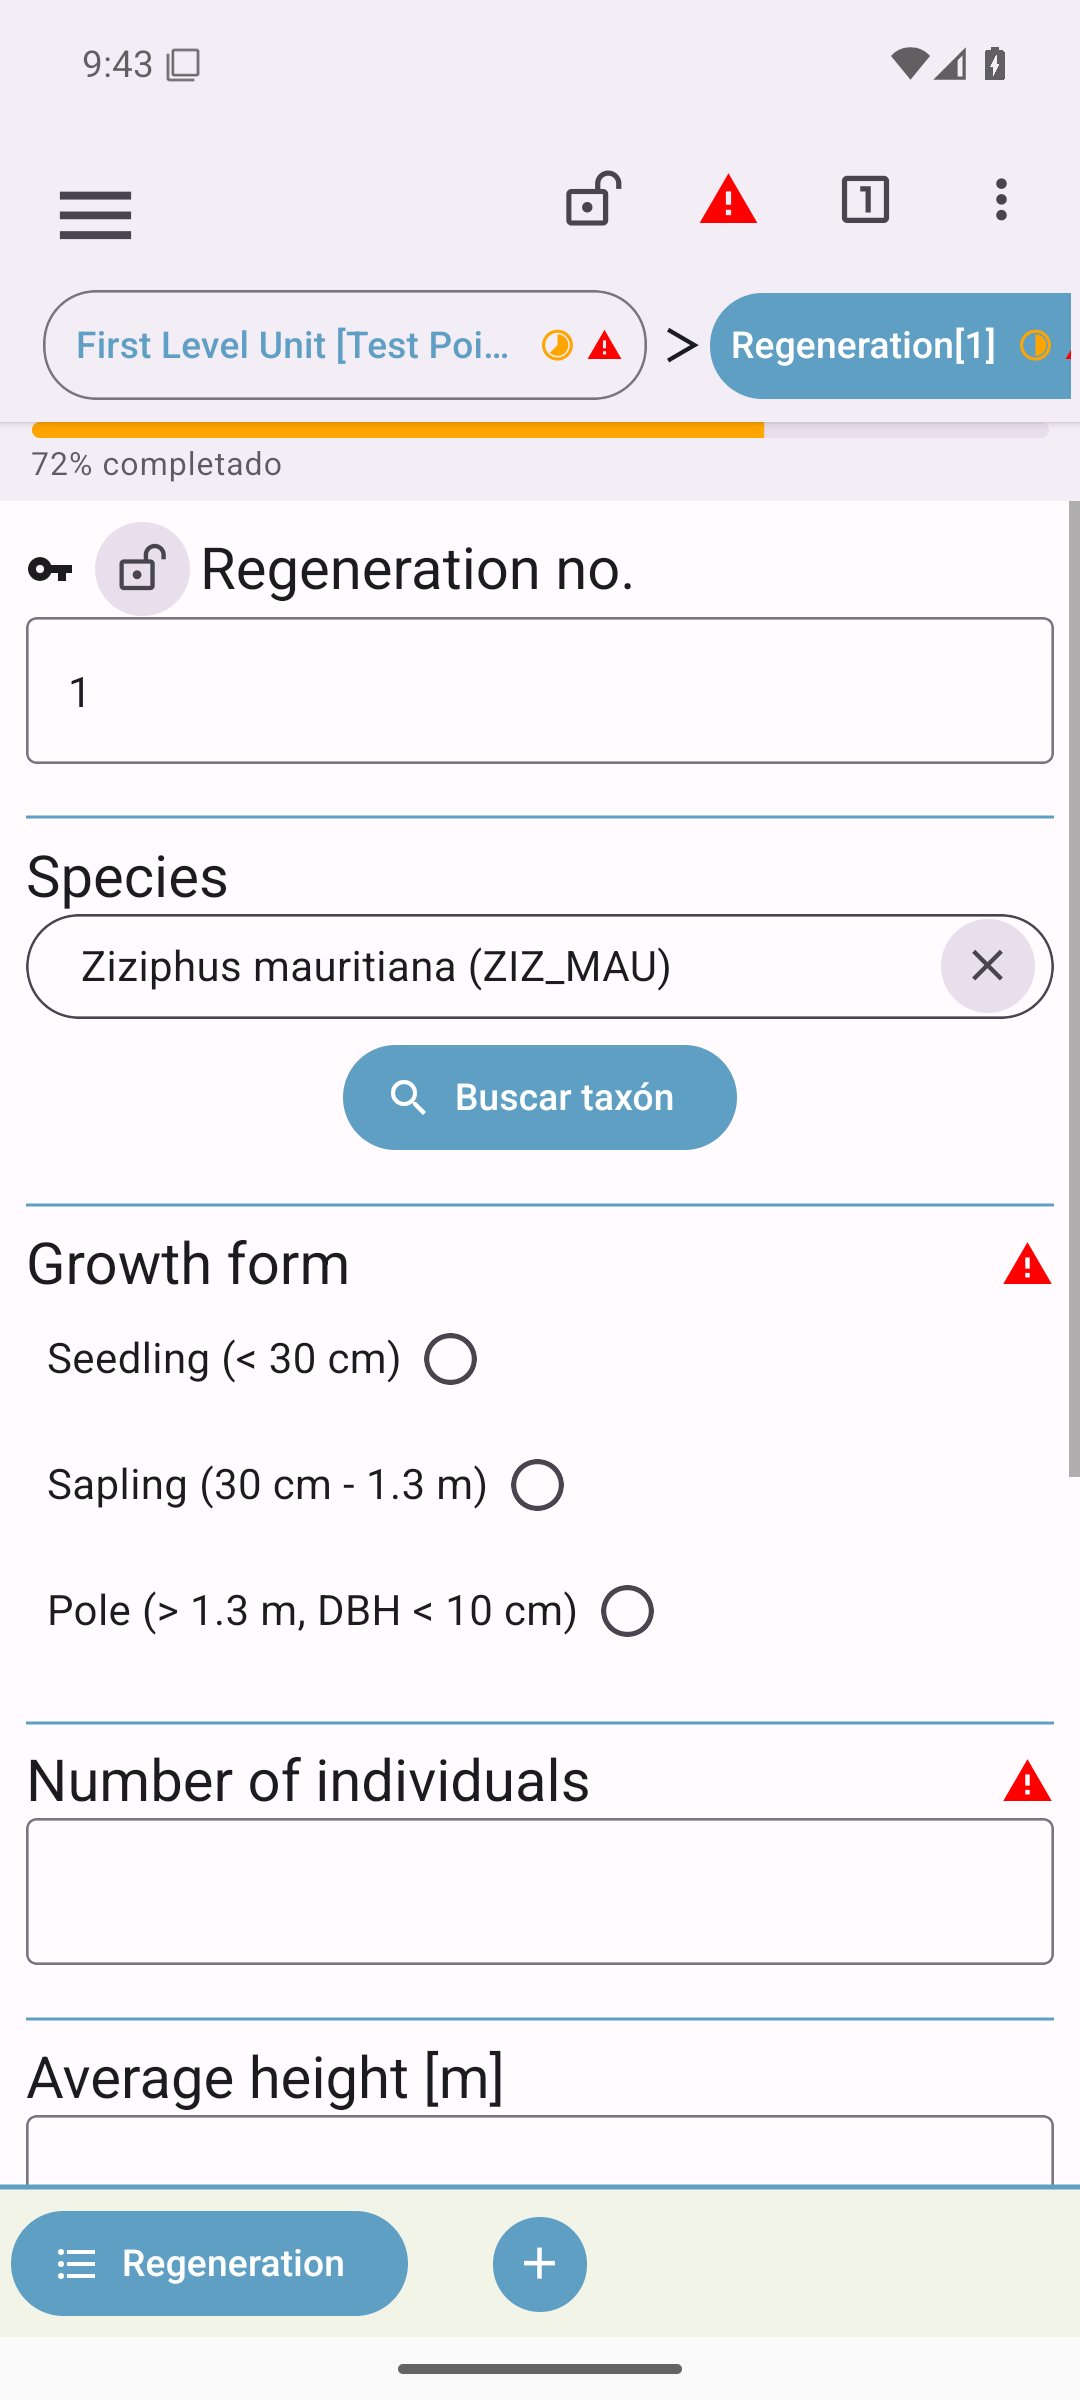 9:43
1
First Level Unit [Test Poi...
> Regeneration[1]
72% completado
Regeneration no.
1
Species
Ziziphus mauritiana (ZIZ_MAU)
Buscar taxón
Growth form
Seedling (< 30 cm)
Sapling (30 cm - 1.3 m)
Pole (> 1.3 m, DBH < 10 cm)
Number of individuals
Average height [m]
Regeneration